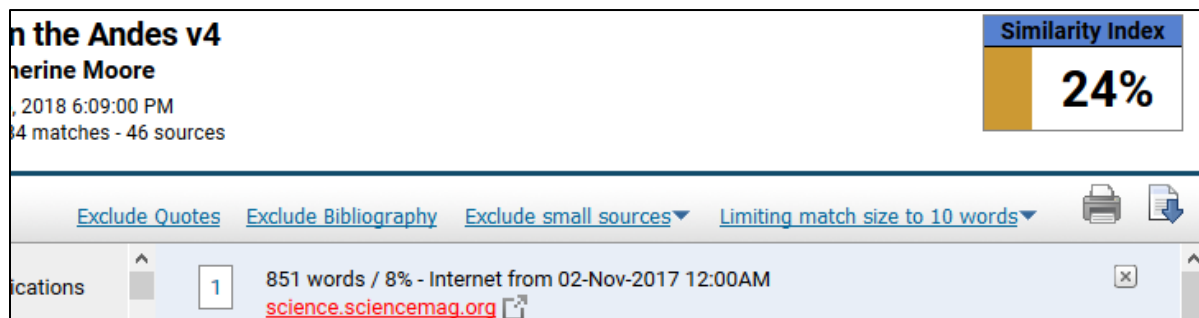 n the Andes v4
Similarity Index
herine Moore
24%
, 2018 6:09:00 PM
34 matches - 46 sources
Exclude Quotes Exclude Bibliography Exclude small sources Limiting match size to 10 words
ications
1 851 words / 8% - Internet from 02-Nov-2017 12:00AM
science.sciencemag.org